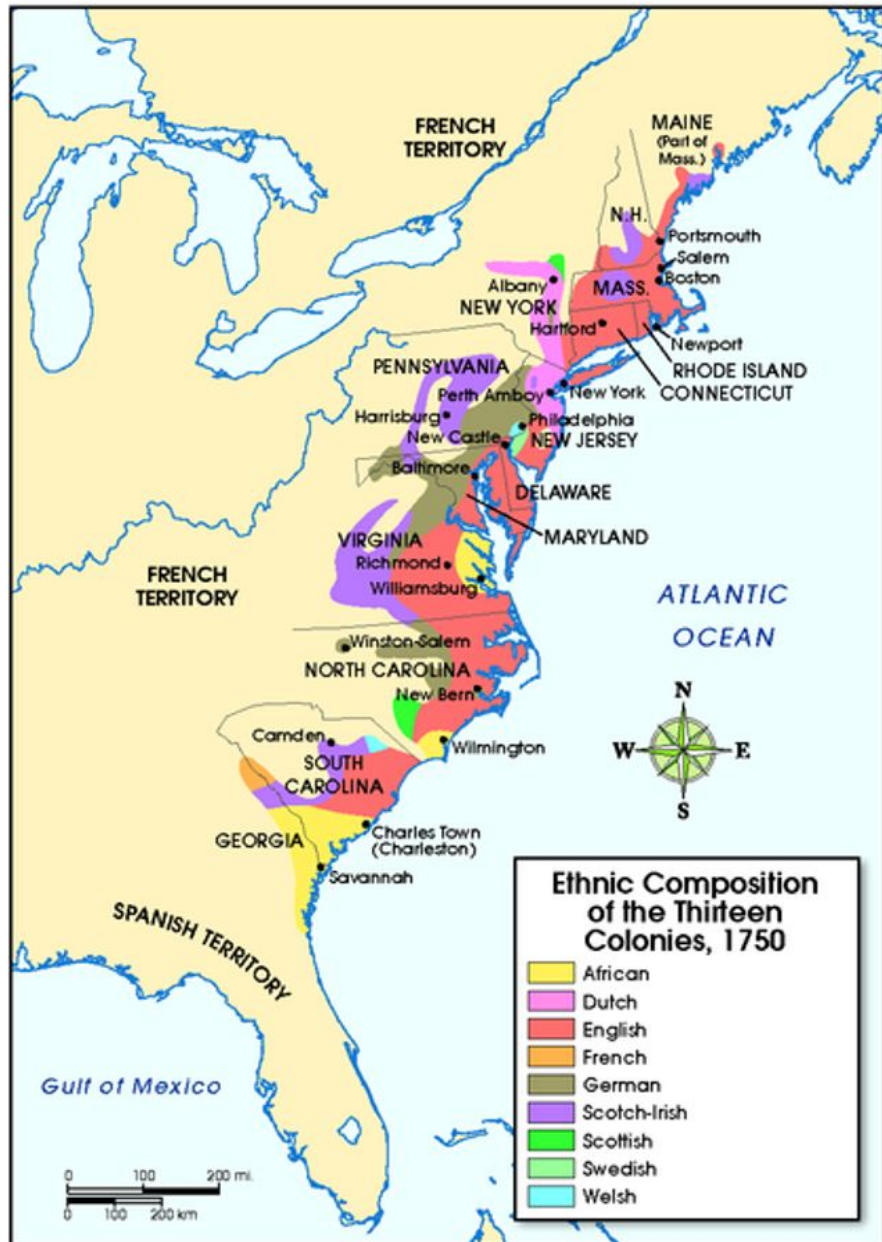 FRENCH
TERRITORY
MAINE
(Part of
Mass.)
N.H.
Portsmouth
Salem
Boston
Albany
MASS.
NEW YORK
Hartford
Newport
RHODE ISLAND
CONNECTICUT
PENNSYLVANIA
Perth Amboy
New York
Harrisburg
Philadelphia
New Castle
NEW JERSEY
Baltimore
DELAWARE
MARYLAND
VIRGINIA
Richmond
Williamsburg
FRENCH
TERRITORY
ATLANTIC
OCEAN
Winston-Salem
NORTH CAROLINA
New Bern
N
W
E
S
Camden
Wilmington
SOUTH
CAROLINA
GEORGIA
Charles Town
(Charleston)
Savannah
SPANISH TERRITORY
Gulf of Mexico
Ethnic Composition
of the Thirteen
Colonies, 1750
African
Dutch
English
French
German
Scotch-Irish
Scottish
Swedish
Welsh
0 100 200 mi.
0 100 200 km